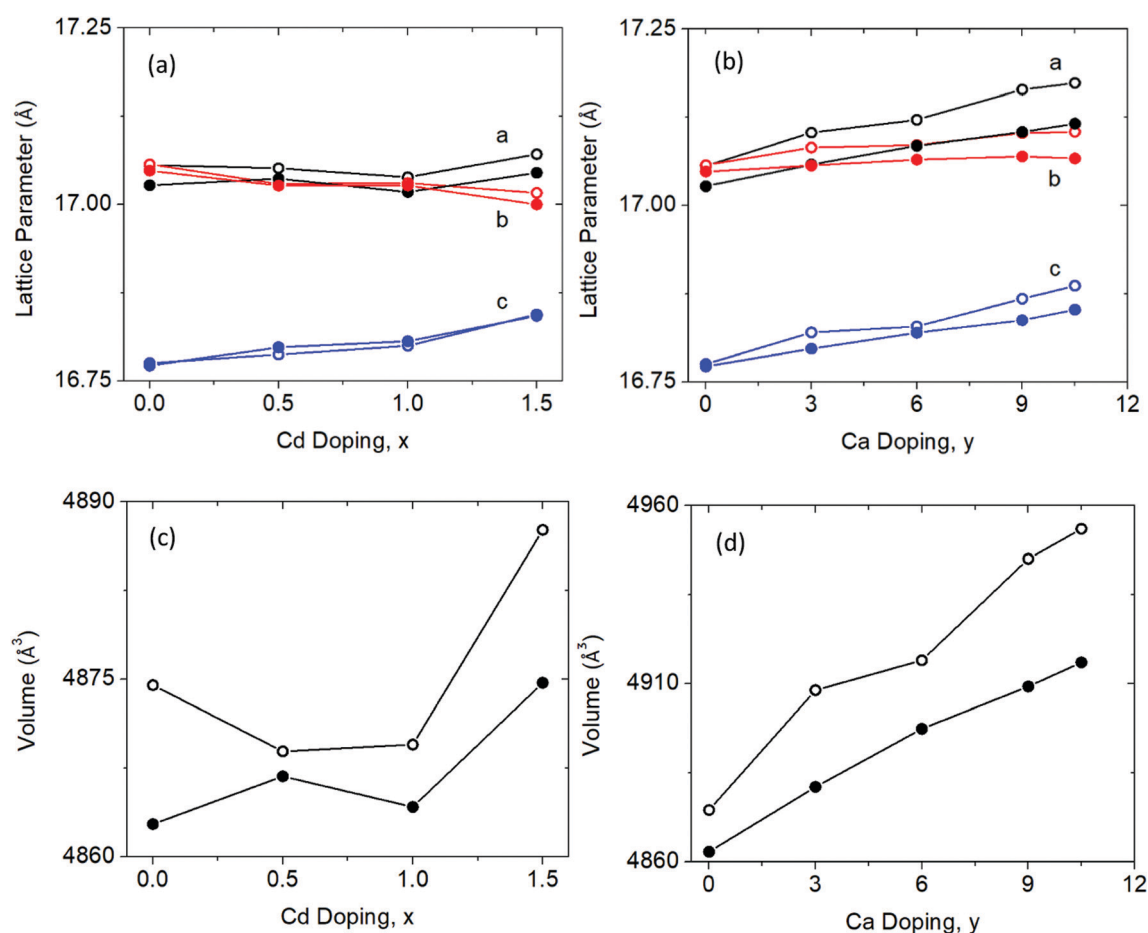 (a)
17.25
17.00
16.75
Lattice Parameter (Å)
a
b
c
0.0 0.5 1.0 1.5
Cd Doping, x
(b)
17.25
17.00
16.75
Lattice Parameter (Å)
a
b
c
0 3 6 9 12
Ca Doping, y
(c)
4890
4875
4860
Volume (Å³)
0.0 0.5 1.0 1.5
Cd Doping, x
(d)
4960
4910
4860
Volume (Å³)
0 3 6 9 12
Ca Doping, y